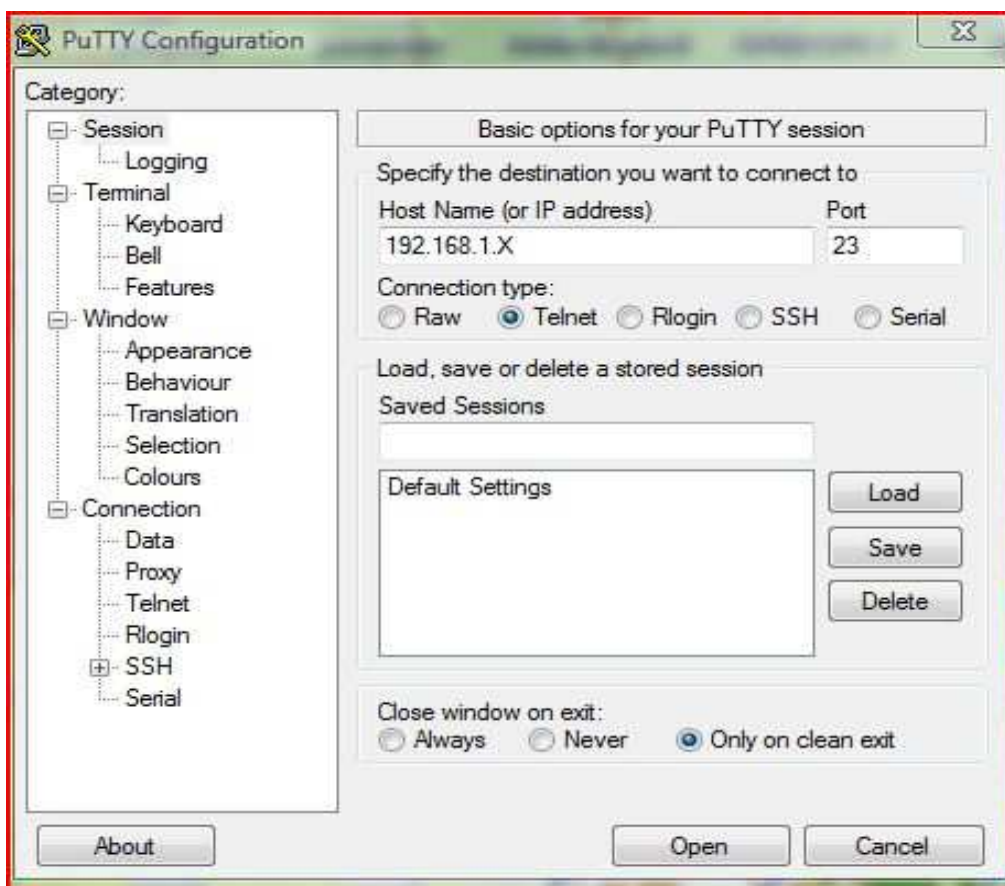 PuTTY Configuration
Category:
Session
Logging
Terminal
Keyboard
Bell
Features
Window
Appearance
Behaviour
Translation
Selection
Colours
Connection
Data
Proxy
Telnet
Rlogin
SSH
Serial
Basic options for your PuTTY session
Specify the destination you want to connect to
Host Name (or IP address) Port
192.168.1.X 23
Connection type:
Raw Telnet Rlogin SSH Serial
Load, save or delete a stored session
Saved Sessions
Default Settings
Load
Save
Delete
Close window on exit:
Always Never Only on clean exit
About Open Cancel